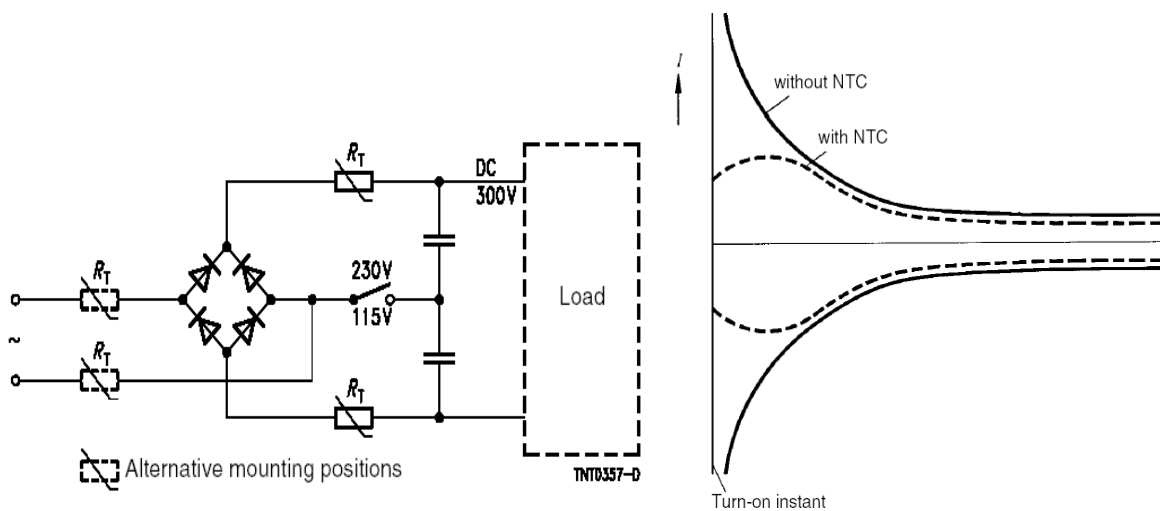 R_T
DC
300V
R_T
230V
115V
Load
~
R_T
R_T
Alternative mounting positions
TNT0357-D
I
without NTC
with NTC
Turn-on instant